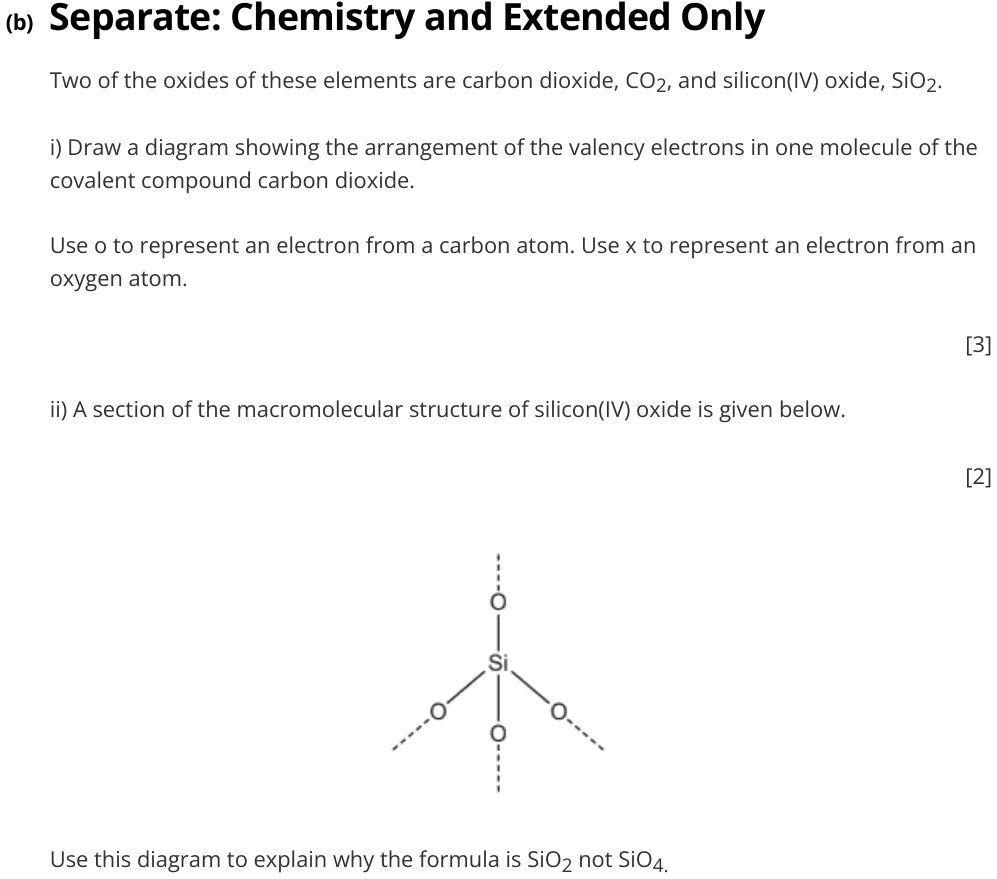 (b) Separate: Chemistry and Extended Only
Two of the oxides of these elements are carbon dioxide, CO₂, and silicon(IV) oxide, SiO₂.
i) Draw a diagram showing the arrangement of the valency electrons in one molecule of the
covalent compound carbon dioxide.
Use o to represent an electron from a carbon atom. Use x to represent an electron from an
oxygen atom.
[3]
ii) A section of the macromolecular structure of silicon(IV) oxide is given below.
[2]
O
Si
O O
O
Use this diagram to explain why the formula is SiO₂ not SiO₄.